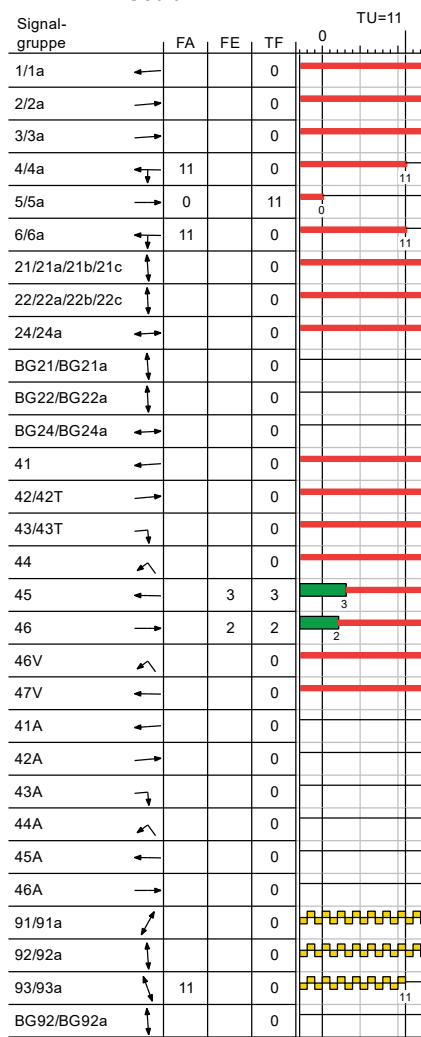 TU=11
Signal-
gruppe FA FE TF 0
1/1a 0
2/2a 0
3/3a 0
4/4a 11 0 11
5/5a 0 11 0
6/6a 11 0 11
21/21a/21b/21c 0
22/22a/22b/22c 0
24/24a 0
BG21/BG21a 0
BG22/BG22a 0
BG24/BG24a 0
41 0
42/42T 0
43/43T 0
44 0
45 3 3 3
46 2 2 2
46V 0
47V 0
41A 0
42A 0
43A 0
44A 0
45A 0
46A 0
91/91a 0
92/92a 0
93/93a 11 0 11
BG92/BG92a 0